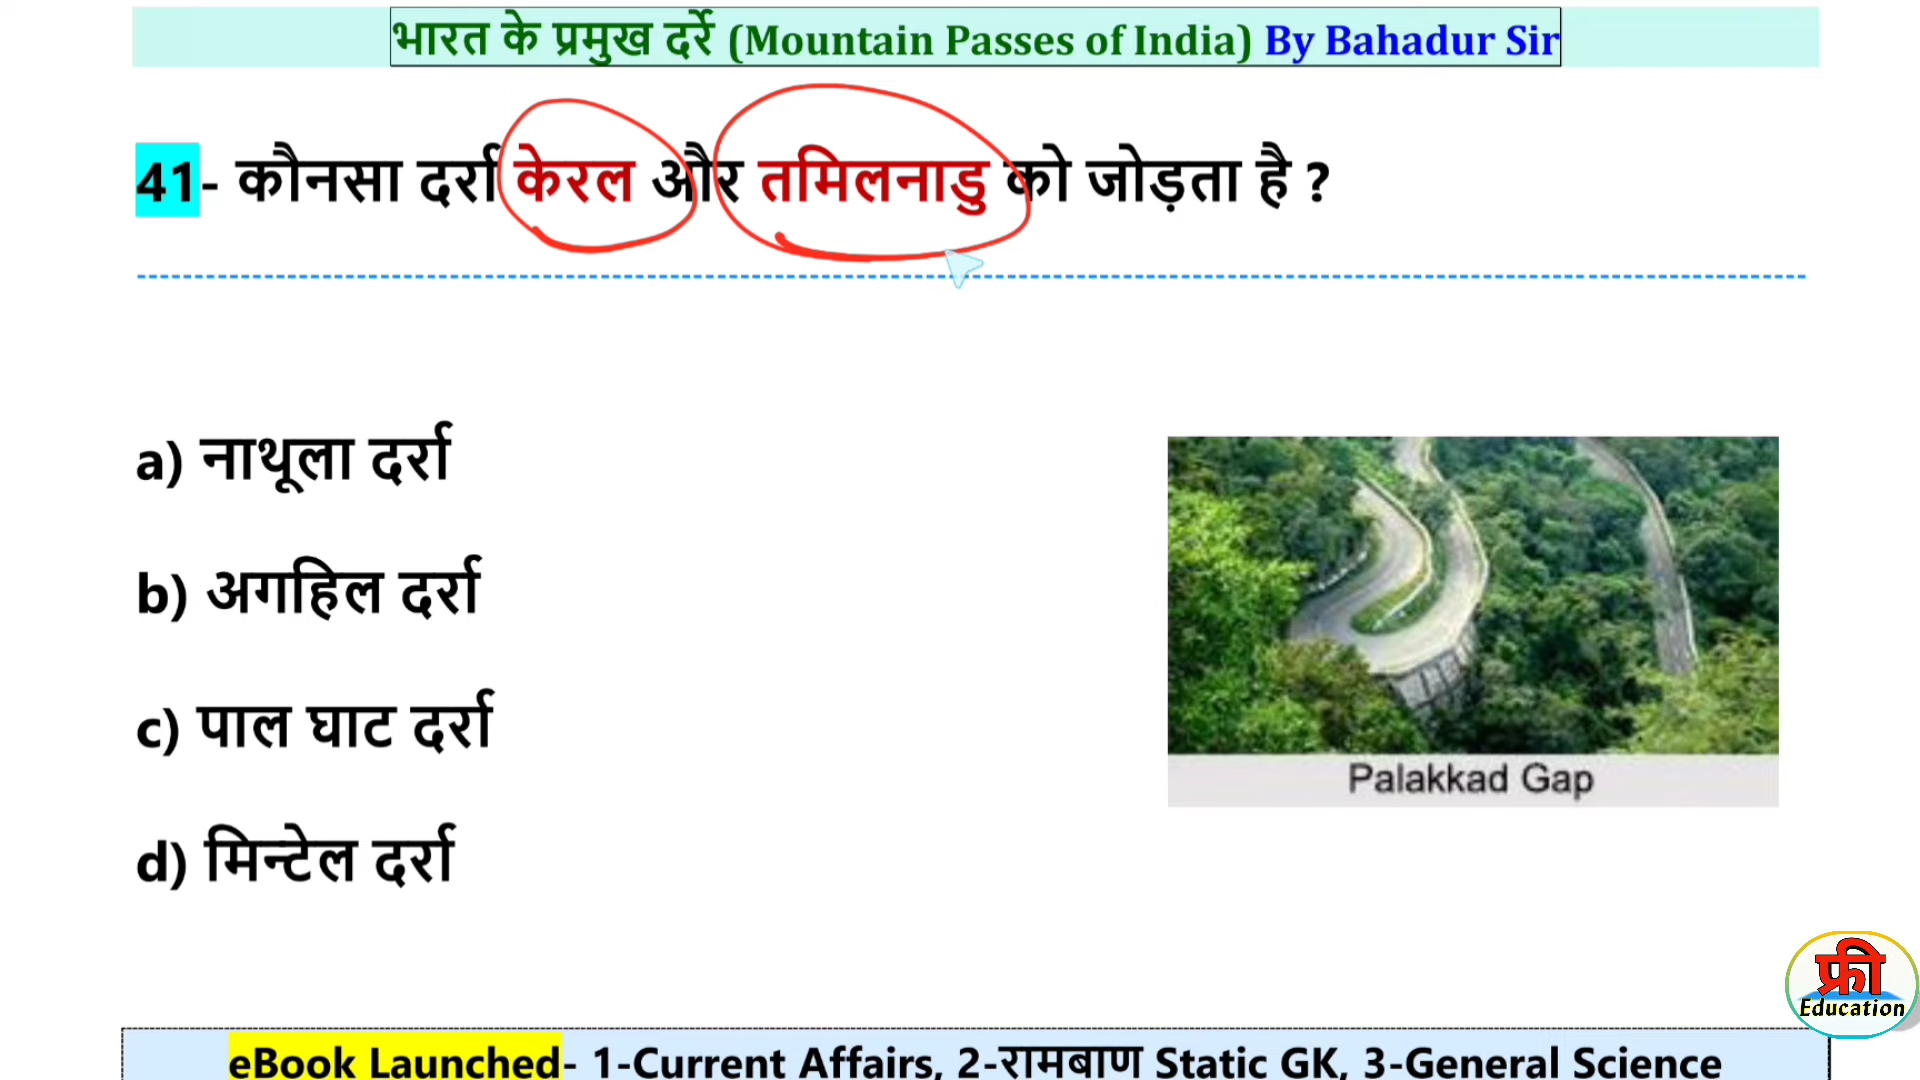 भारत के प्रमुख दर्रे (Mountain Passes of India) By Bahadur Sir
41- कौनसा दर्रा केरल और तमिलनाडु को जोड़ता है ?
a) नाथूला दर्रा
b) अगहिल दर्रा
c) पाल घाट दर्रा
d) मिन्टेल दर्रा
Palakkad Gap
फ्री
Education
eBook Launched- 1-Current Affairs, 2-रामबाण Static GK, 3-General Science